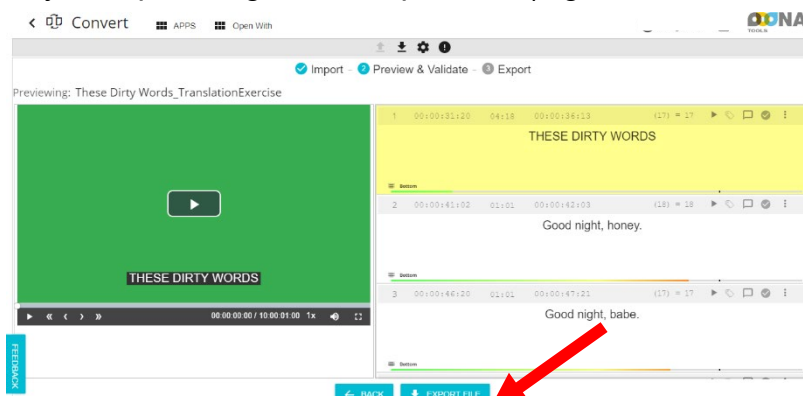 Convert APPS Open With OONA
TOOLS
Import - 2 Preview & Validate - 3 Export
Previewing: These Dirty Words_TranslationExercise
1 00:00:31:20 04:18 00:00:36:13 (17) = 17
THESE DIRTY WORDS
Bottom
2 00:00:41:02 01:01 00:00:42:03 (18) = 18
Good night, honey.
THESE DIRTY WORDS
Bottom
3 00:00:46:20 01:01 00:00:47:21 (17) = 17
00:00:00:00 / 10:00:01:00 1x
Good night, babe.
FEEDBACK
Bottom
BACK EXPORT FILE